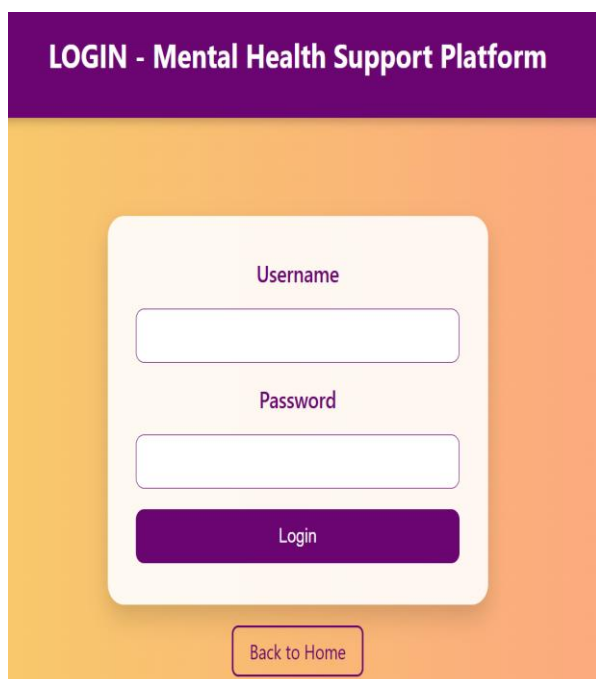 LOGIN - Mental Health Support Platform
Username
Password
Login
Back to Home